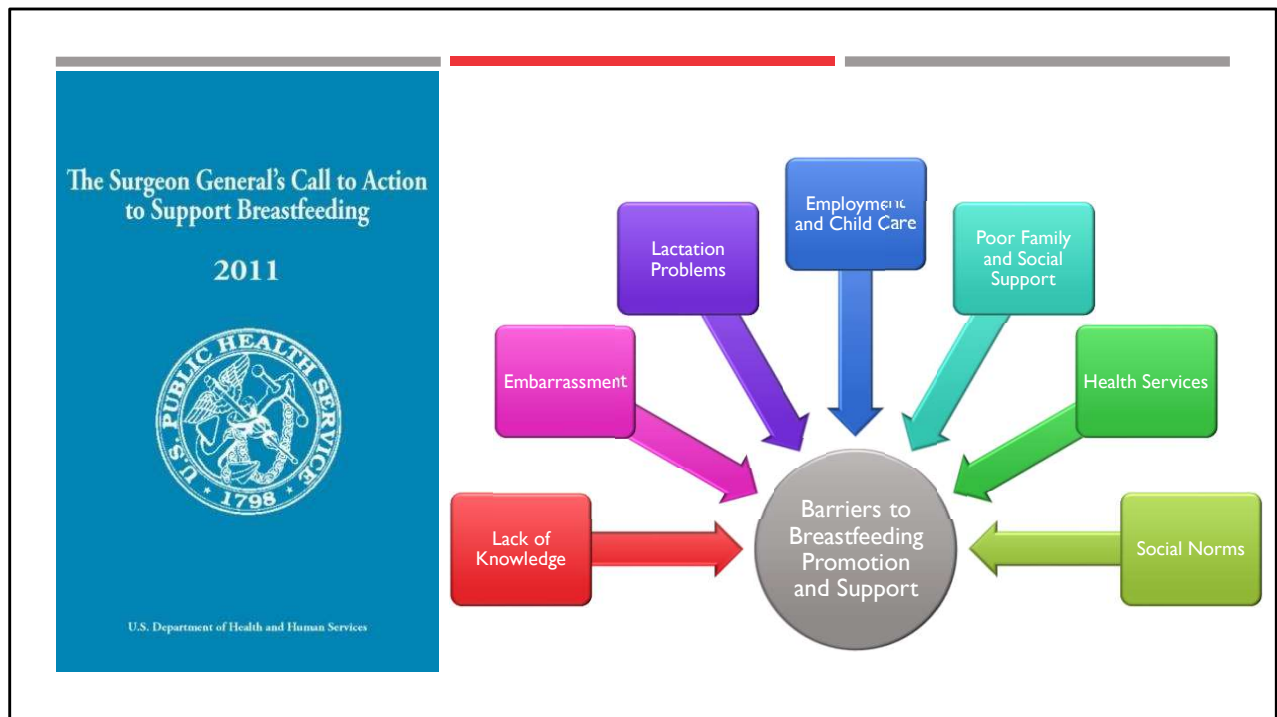 The Surgeon General's Call to Action
to Support Breastfeeding
2011
U.S. PUBLIC HEALTH SERVICE
1798
U.S. Department of Health and Human Services
Lack of
Knowledge
Embarrassment
Lactation
Problems
Employment
and Child Care
Poor Family
and Social
Support
Health Services
Social Norms
Barriers to
Breastfeeding
Promotion
and Support